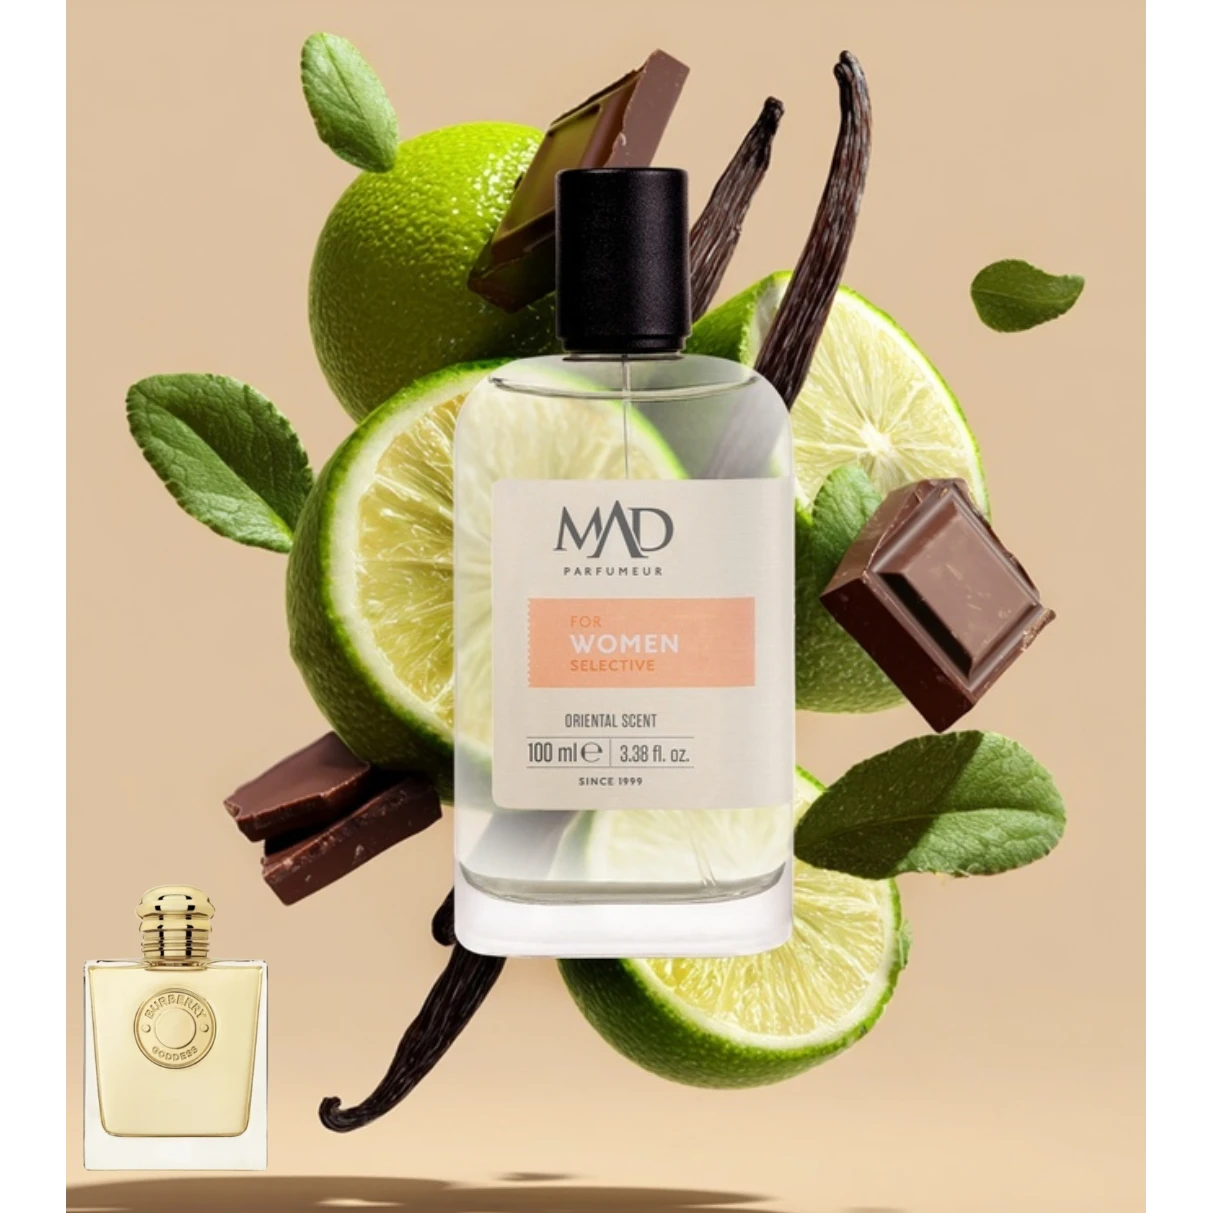 MAD
PARFUMEUR
FOR
WOMEN
SELECTIVE
ORIENTAL SCENT
100 ml ℮ 3.38 fl. oz.
SINCE 1999
BURBERRY
GODDESS